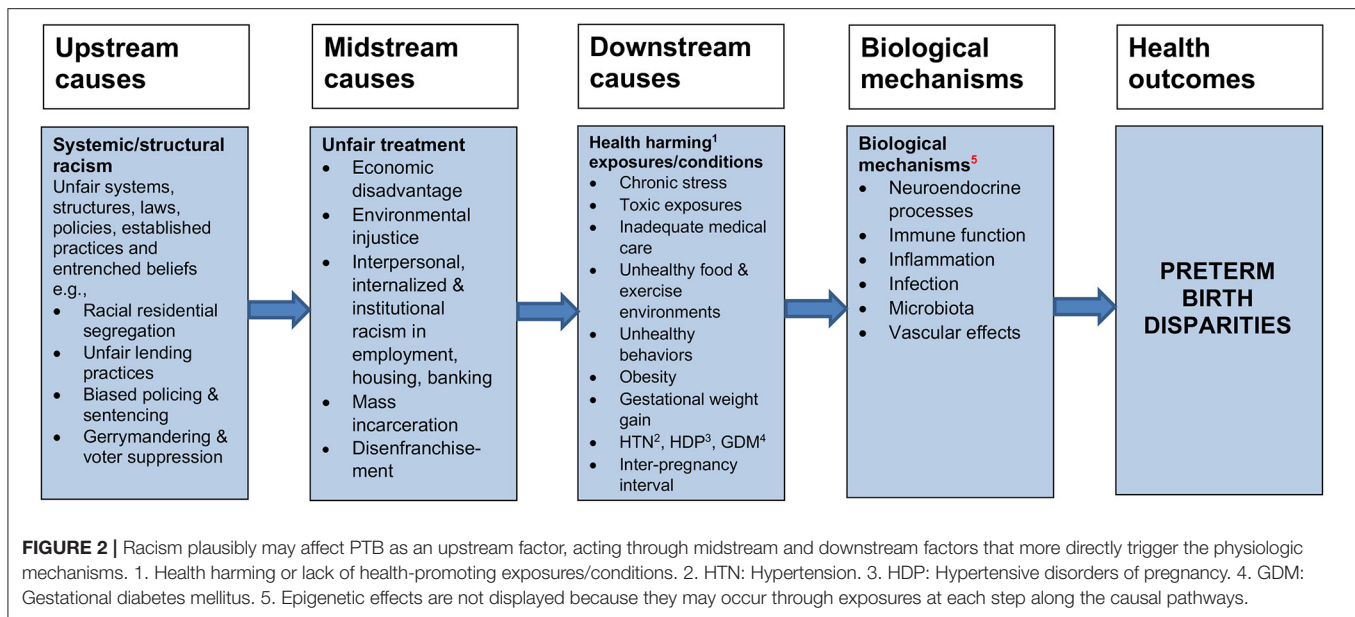 Upstream
causes
Midstream
causes
Downstream
causes
Biological
mechanisms
Health
outcomes
Systemic/structural
racism
Unfair systems,
structures, laws,
policies, established
practices and
entrenched beliefs
e.g.,
• Racial residential
segregation
• Unfair lending
practices
• Biased policing &
sentencing
• Gerrymandering &
voter suppression
Unfair treatment
• Economic
disadvantage
• Environmental
injustice
• Interpersonal,
internalized &
institutional
racism in
employment,
housing, banking
• Mass
incarceration
• Disenfranchise-
ment
Health harming¹
exposures/conditions
• Chronic stress
• Toxic exposures
• Inadequate medical
care
• Unhealthy food &
exercise
environments
• Unhealthy
behaviors
• Obesity
• Gestational weight
gain
• HTN², HDP³, GDM⁴
• Inter-pregnancy
interval
Biological
mechanisms⁵
• Neuroendocrine
processes
• Immune function
• Inflammation
• Infection
• Microbiota
• Vascular effects
PRETERM
BIRTH
DISPARITIES
FIGURE 2 | Racism plausibly may affect PTB as an upstream factor, acting through midstream and downstream factors that more directly trigger the physiologic
mechanisms. 1. Health harming or lack of health-promoting exposures/conditions. 2. HTN: Hypertension. 3. HDP: Hypertensive disorders of pregnancy. 4. GDM:
Gestational diabetes mellitus. 5. Epigenetic effects are not displayed because they may occur through exposures at each step along the causal pathways.